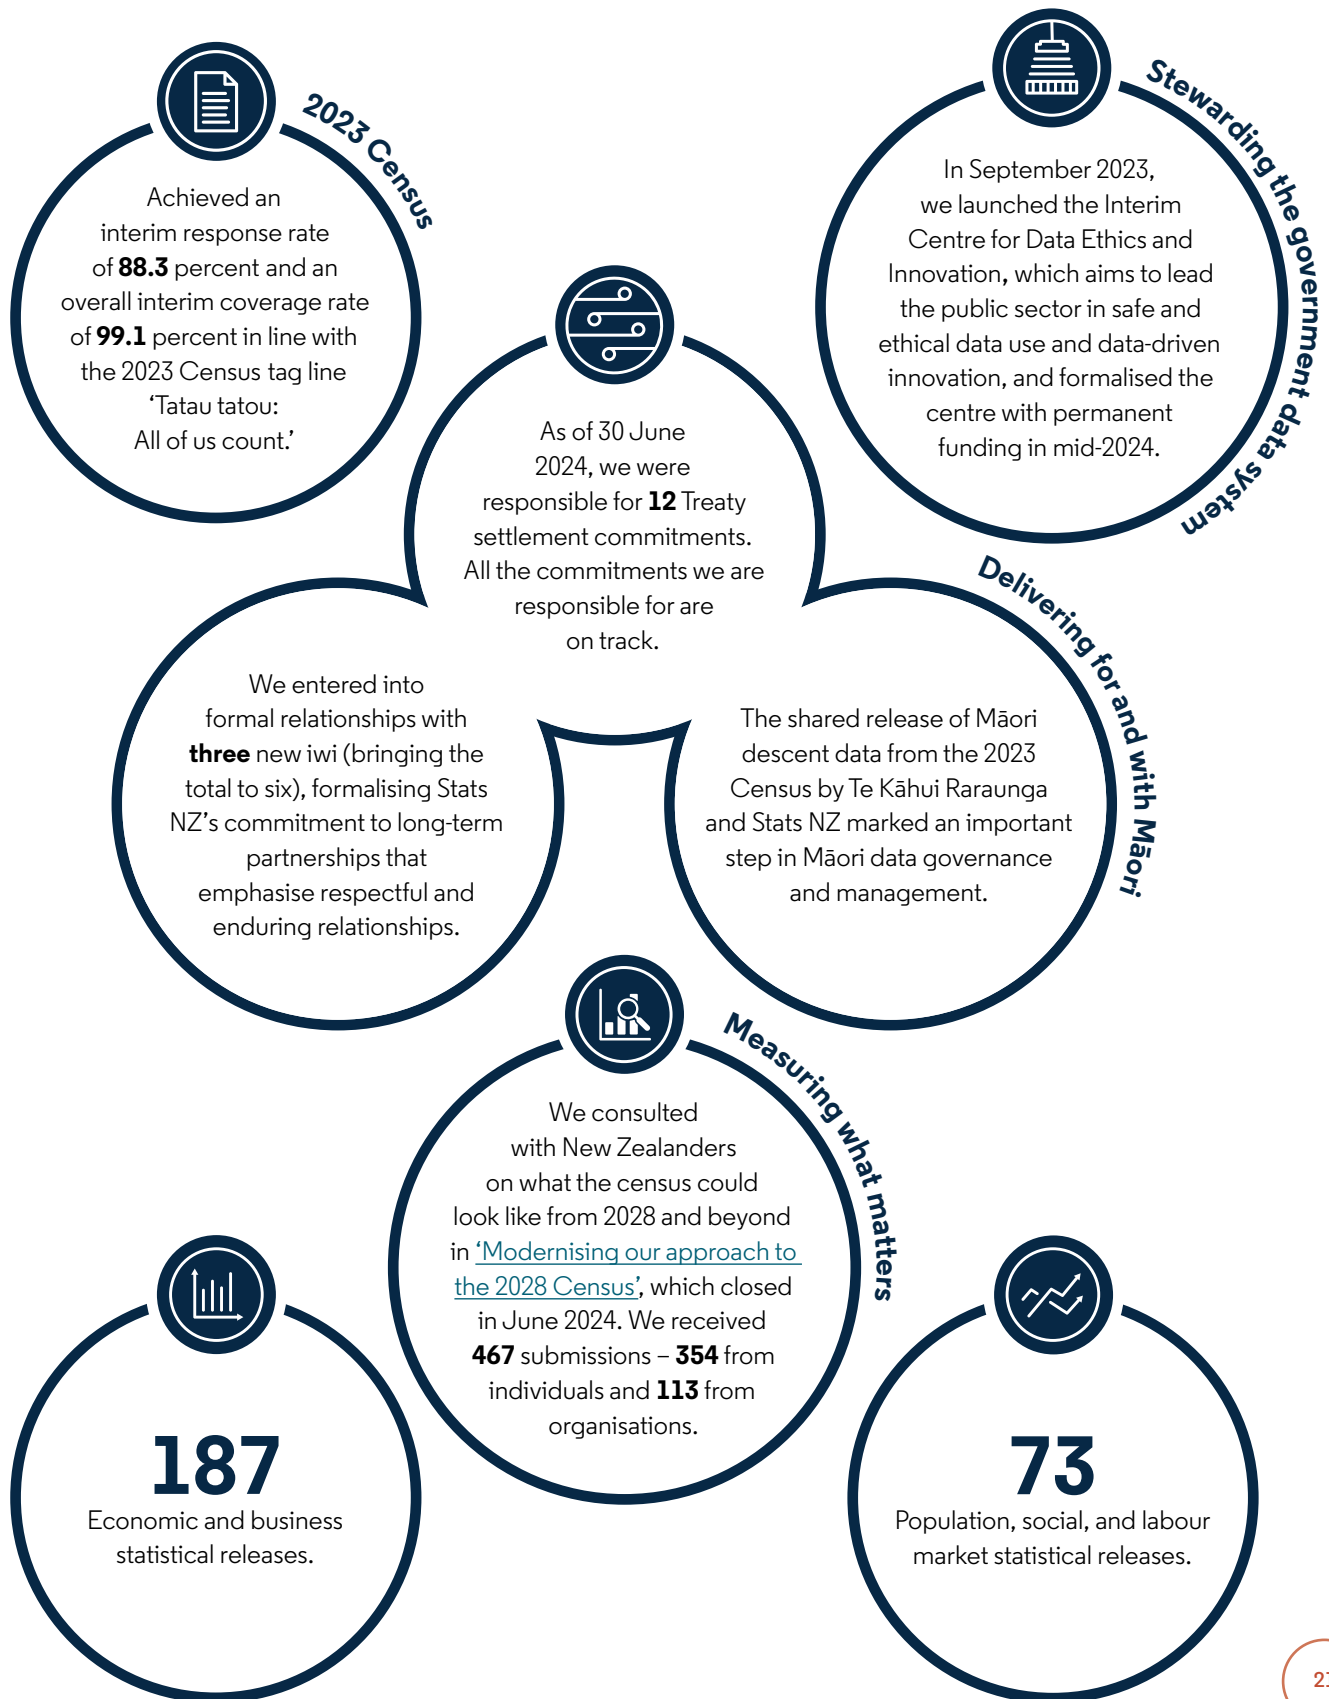 2023 Census
Achieved an
interim response rate
of 88.3 percent and an
overall interim coverage rate
of 99.1 percent in line with
the 2023 Census tag line
‘Tatau tatou:
All of us count.’
Stewarding the government data system
In September 2023,
we launched the Interim
Centre for Data Ethics and
Innovation, which aims to lead
the public sector in safe and
ethical data use and data-driven
innovation, and formalised the
centre with permanent
funding in mid-2024.
As of 30 June
2024, we were
responsible for 12 Treaty
settlement commitments.
All the commitments we are
responsible for are
on track.
Delivering for and with Māori
We entered into
formal relationships with
three new iwi (bringing the
total to six), formalising Stats
NZ’s commitment to long-term
partnerships that
emphasise respectful and
enduring relationships.
The shared release of Māori
descent data from the 2023
Census by Te Kāhui Raraunga
and Stats NZ marked an important
step in Māori data governance
and management.
Measuring what matters
We consulted
with New Zealanders
on what the census could
look like from 2028 and beyond
in ‘Modernising our approach to
the 2028 Census’, which closed
in June 2024. We received
467 submissions – 354 from
individuals and 113 from
organisations.
187
Economic and business
statistical releases.
73
Population, social, and labour
market statistical releases.